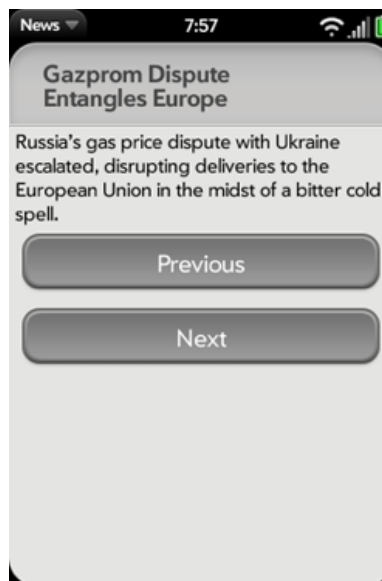 News 7:57
Gazprom Dispute
Entangles Europe
Russia's gas price dispute with Ukraine
escalated, disrupting deliveries to the
European Union in the midst of a bitter cold
spell.
Previous
Next